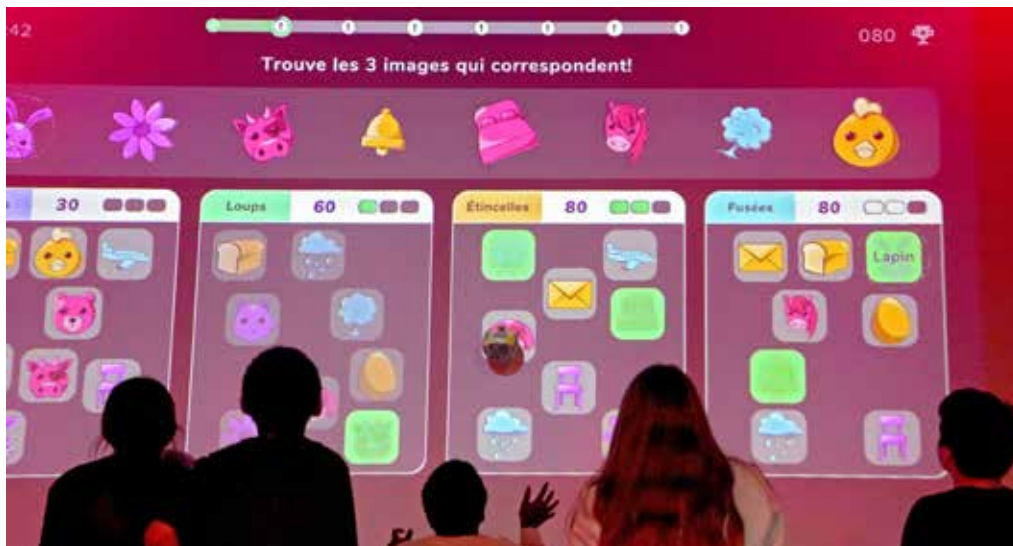 :42
080
Trouve les 3 images qui correspondent!
30
Loups 60
Étincelles 80
Fusées 80
Lapin